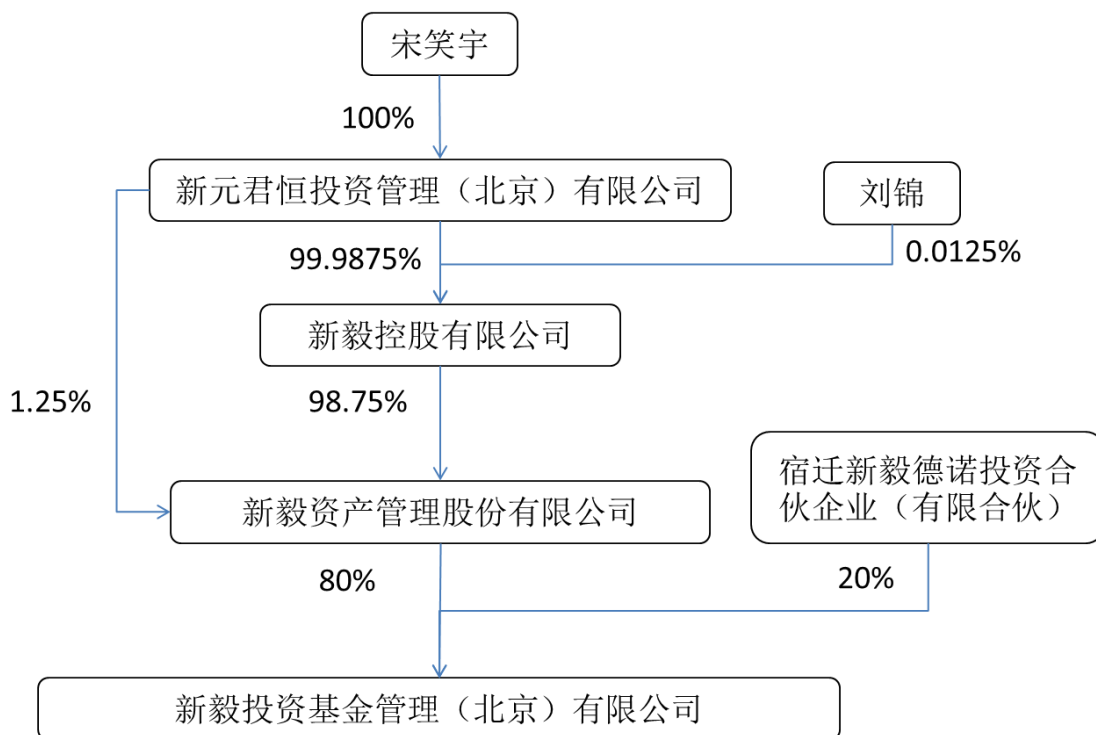 宋笑宇
100%
新元君恒投资管理（北京）有限公司
刘锦
99.9875%
0.0125%
新毅控股有限公司
1.25%
98.75%
宿迁新毅德诺投资合
伙企业（有限合伙）
新毅资产管理股份有限公司
80%
20%
新毅投资基金管理（北京）有限公司